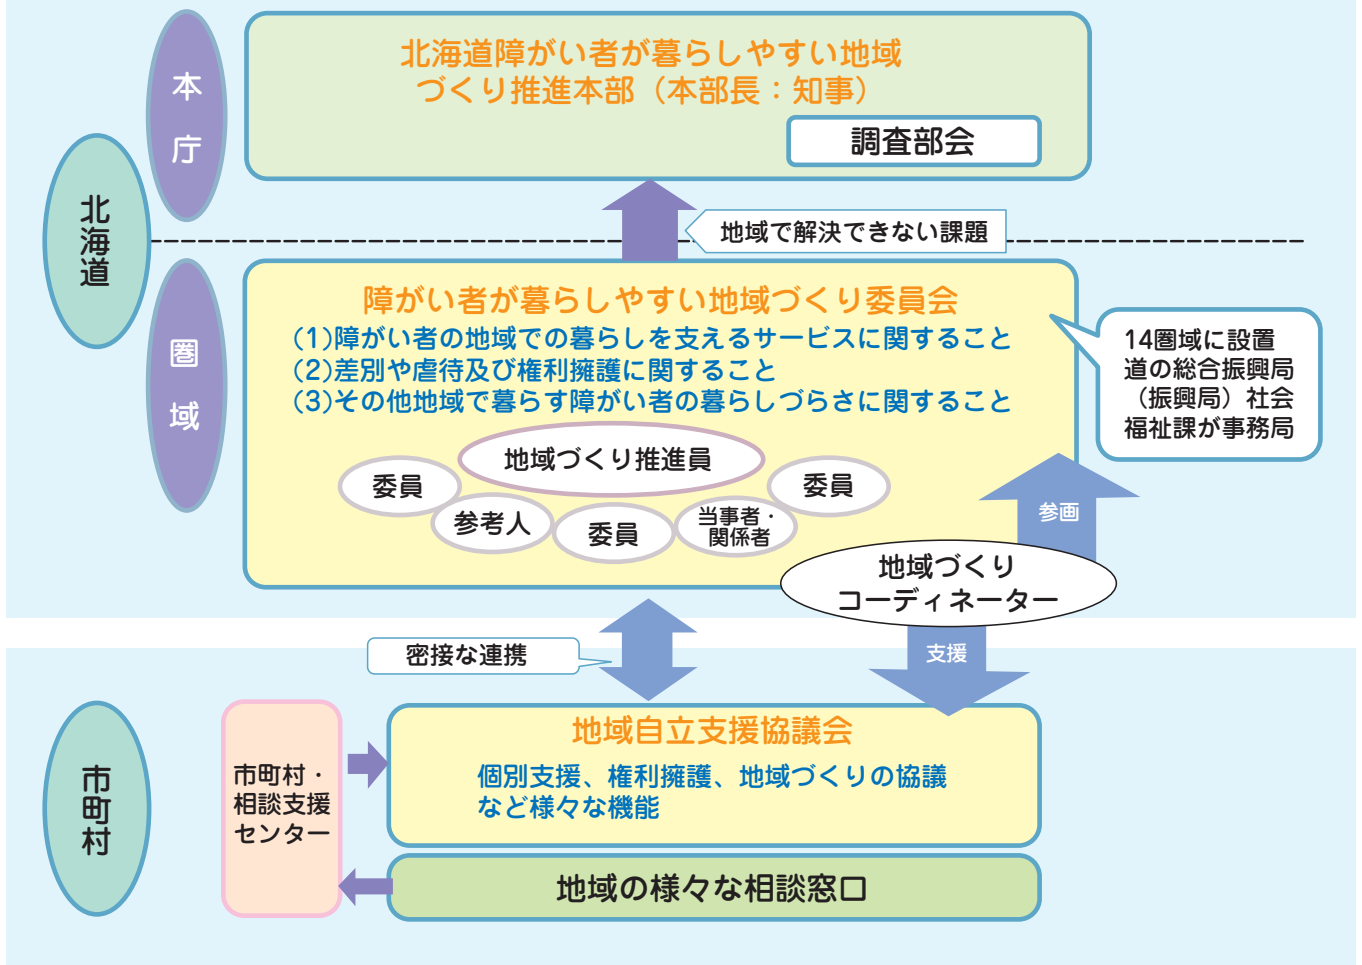 本庁
北海道障がい者が暮らしやすい地域
づくり推進本部（本部長：知事）
調査部会
北海道
地域で解決できない課題
圏域
障がい者が暮らしやすい地域づくり委員会
(1)障がい者の地域での暮らしを支えるサービスに関すること
(2)差別や虐待及び権利擁護に関すること
(3)その他地域で暮らす障がい者の暮らしづらさに関すること
14圏域に設置
道の総合振興局
（振興局）社会
福祉課が事務局
地域づくり推進員
委員
参考人
委員
当事者・
関係者
委員
参画
地域づくり
コーディネーター
支援
密接な連携
市町村
市町村・
相談支援
センター
地域自立支援協議会
個別支援、権利擁護、地域づくりの協議
など様々な機能
地域の様々な相談窓口